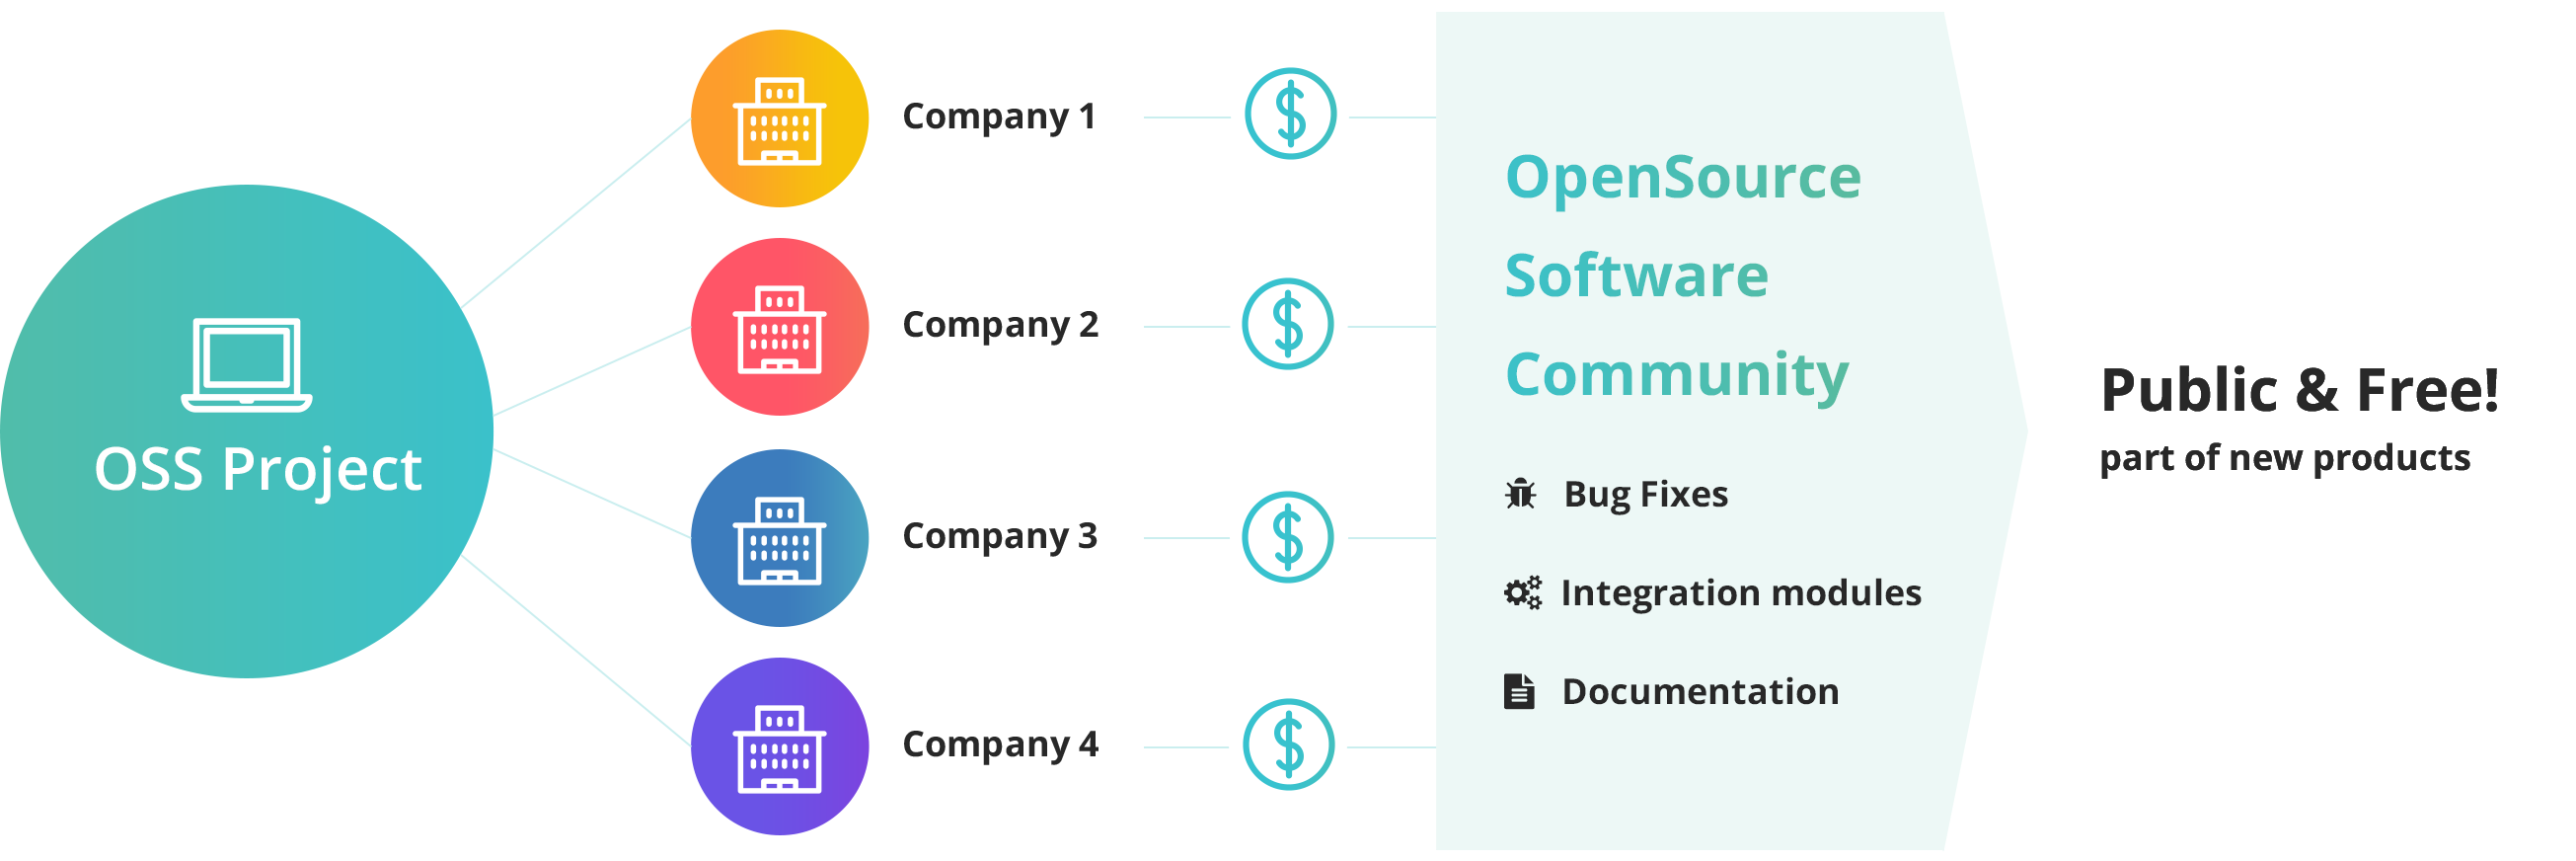 OSS Project
Company 1
Company 2
Company 3
Company 4
OpenSource
Software
Community
Bug Fixes
Integration modules
Documentation
Public & Free!
part of new products